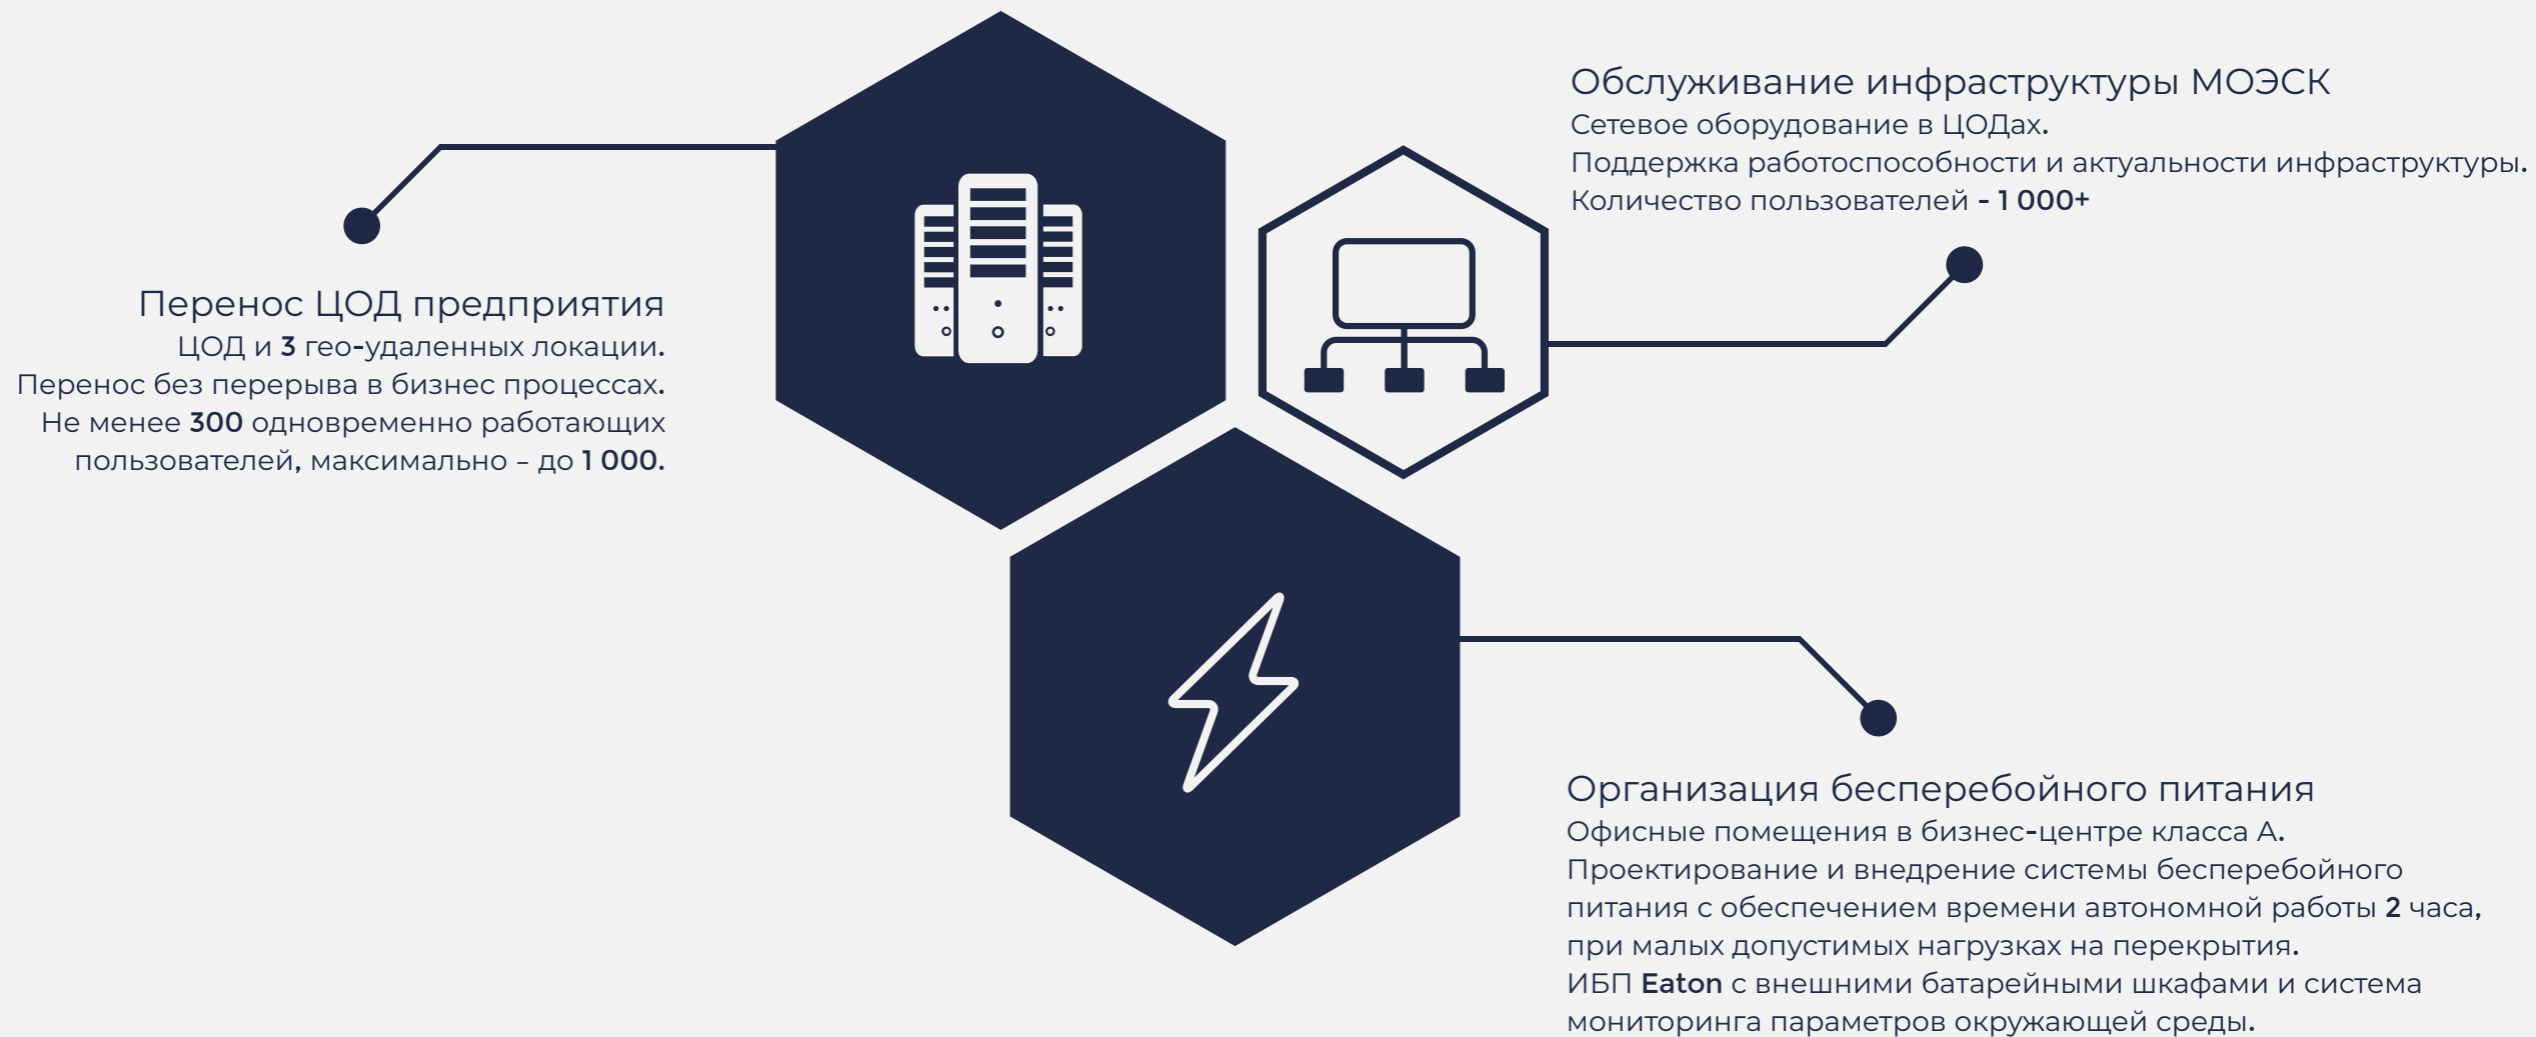 Перенос ЦОД предприятия
ЦОД и 3 гео-удаленных локации.
Перенос без перерыва в бизнес процессах.
Не менее 300 одновременно работающих
пользователей, максимально - до 1 000.
Обслуживание инфраструктуры МОЭСК
Сетевое оборудование в ЦОДах.
Поддержка работоспособности и актуальности инфраструктуры.
Количество пользователей - 1 000+
Организация бесперебойного питания
Офисные помещения в бизнес-центре класса А.
Проектирование и внедрение системы бесперебойного
питания с обеспечением времени автономной работы 2 часа,
при малых допустимых нагрузках на перекрытия.
ИБП Eaton с внешними батарейными шкафами и система
мониторинга параметров окружающей среды.